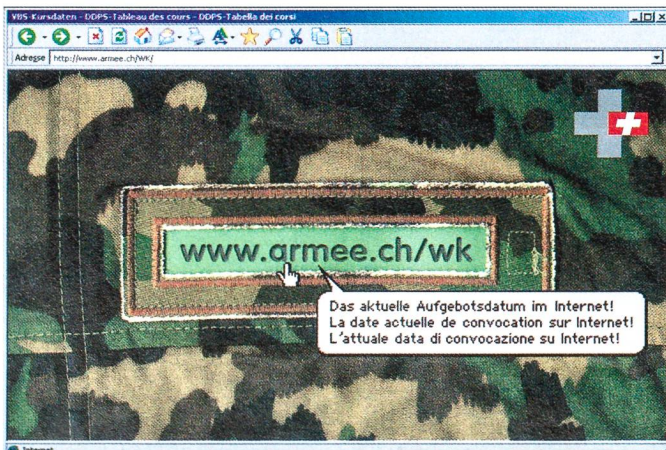 VBS-Kursdaten - DDPS-Tableau des cours - DDPS-Tabella dei corsi
Adresse http://www.armee.ch/WK/
www.armee.ch/wk
Das aktuelle Aufgebotsdatum im Internet!
La date actuelle de convocation sur Internet!
L'attuale data di convocazione su Internet!
Internet